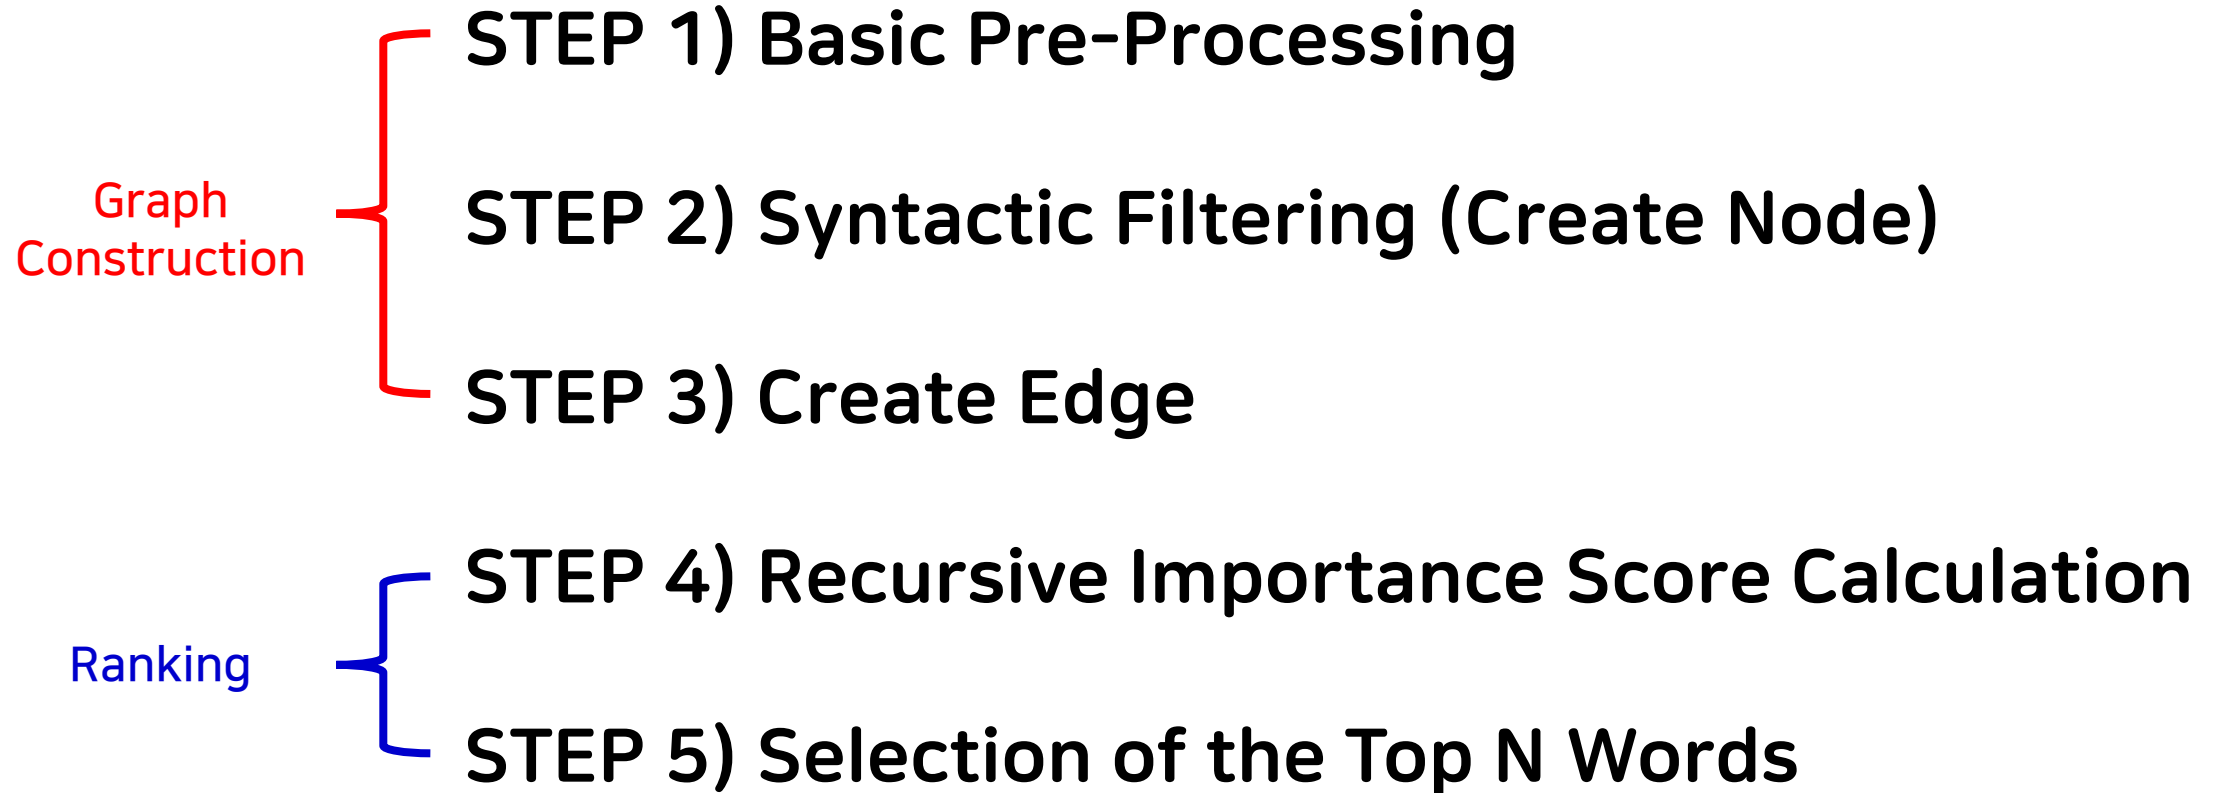 STEP 1) Basic Pre-Processing
Graph
Construction
STEP 2) Syntactic Filtering (Create Node)
STEP 3) Create Edge
STEP 4) Recursive Importance Score Calculation
Ranking
STEP 5) Selection of the Top N Words